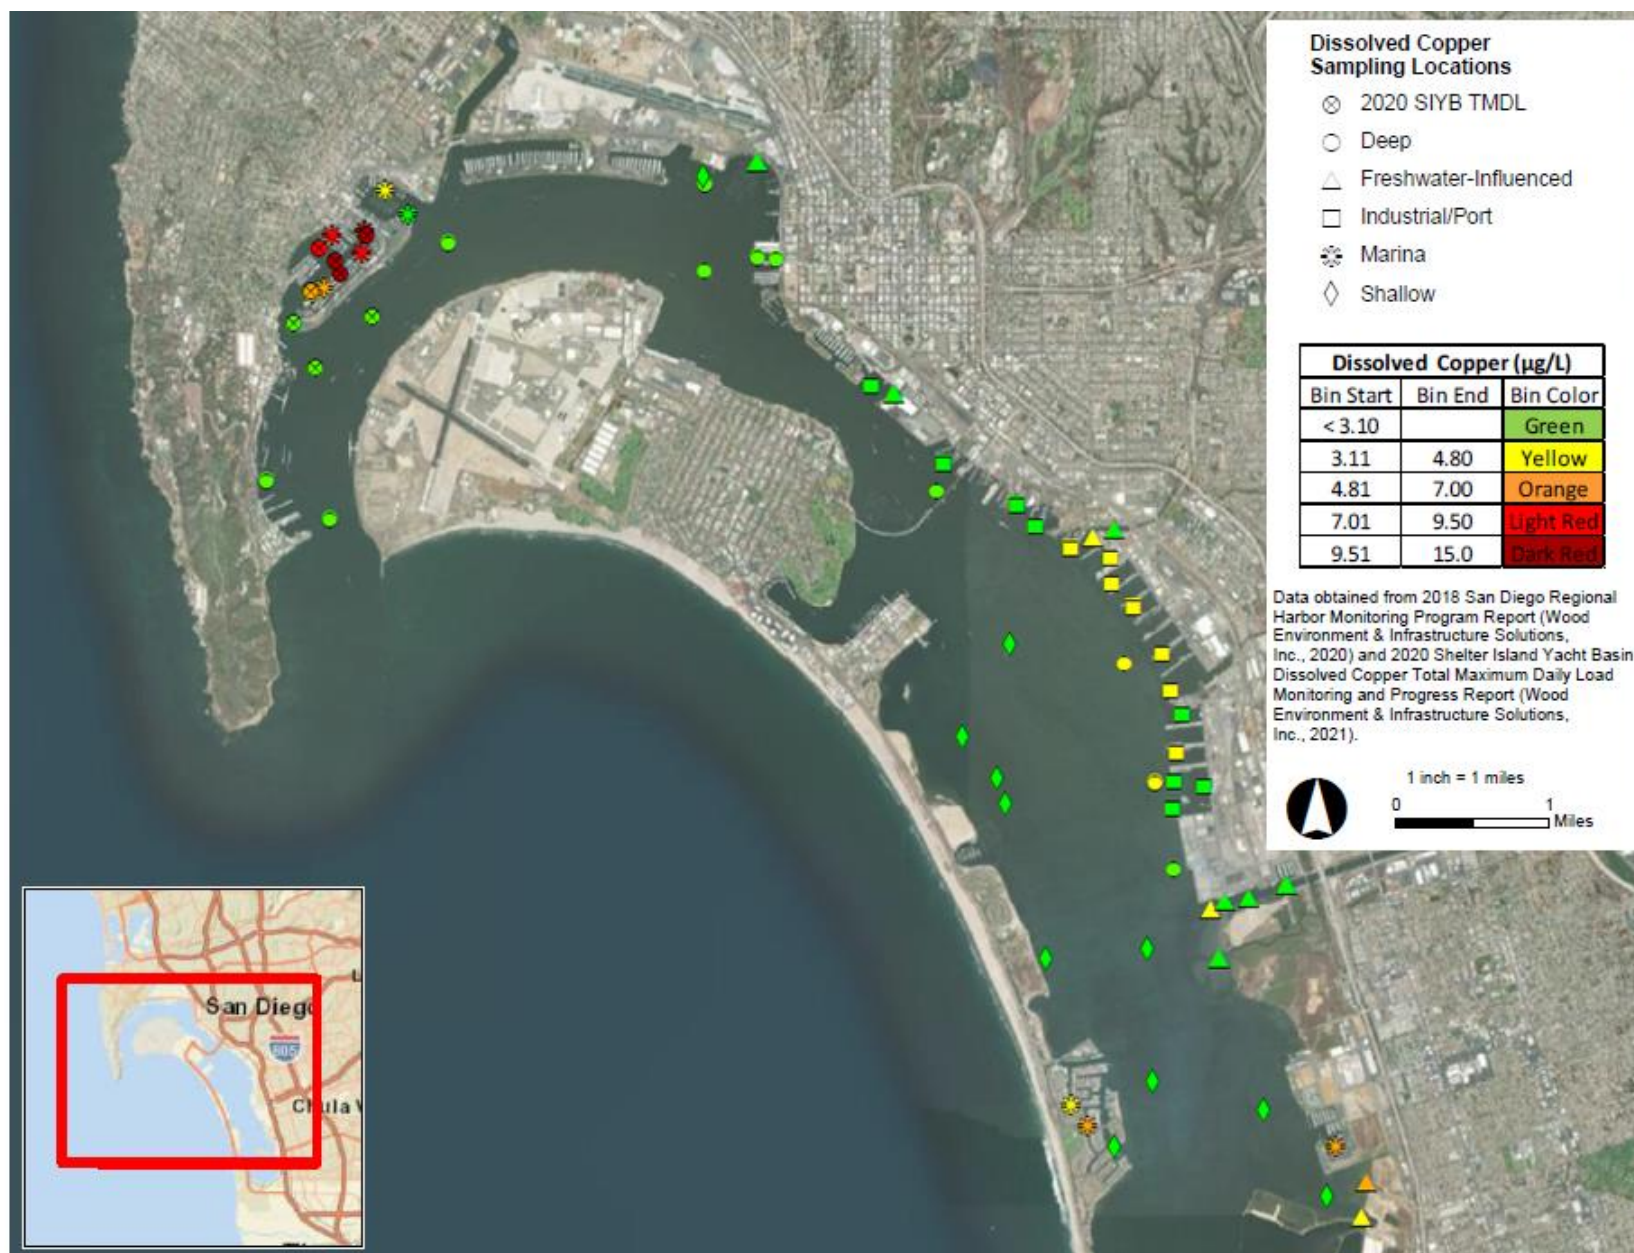 Dissolved Copper
Sampling Locations
2020 SIYB TMDL
Deep
Freshwater-Influenced
Industrial/Port
Marina
Shallow
Dissolved Copper (µg/L)
Bin Start Bin End Bin Color
< 3.10 Green
3.11 4.80 Yellow
4.81 7.00 Orange
7.01 9.50 Light Red
9.51 15.0 Dark Red
Data obtained from 2018 San Diego Regional
Harbor Monitoring Program Report (Wood
Environment & Infrastructure Solutions,
Inc., 2020) and 2020 Shelter Island Yacht Basin
Dissolved Copper Total Maximum Daily Load
Monitoring and Progress Report (Wood
Environment & Infrastructure Solutions,
Inc., 2021).
1 inch = 1 miles
0 1
Miles
San Diego
805
Chula V